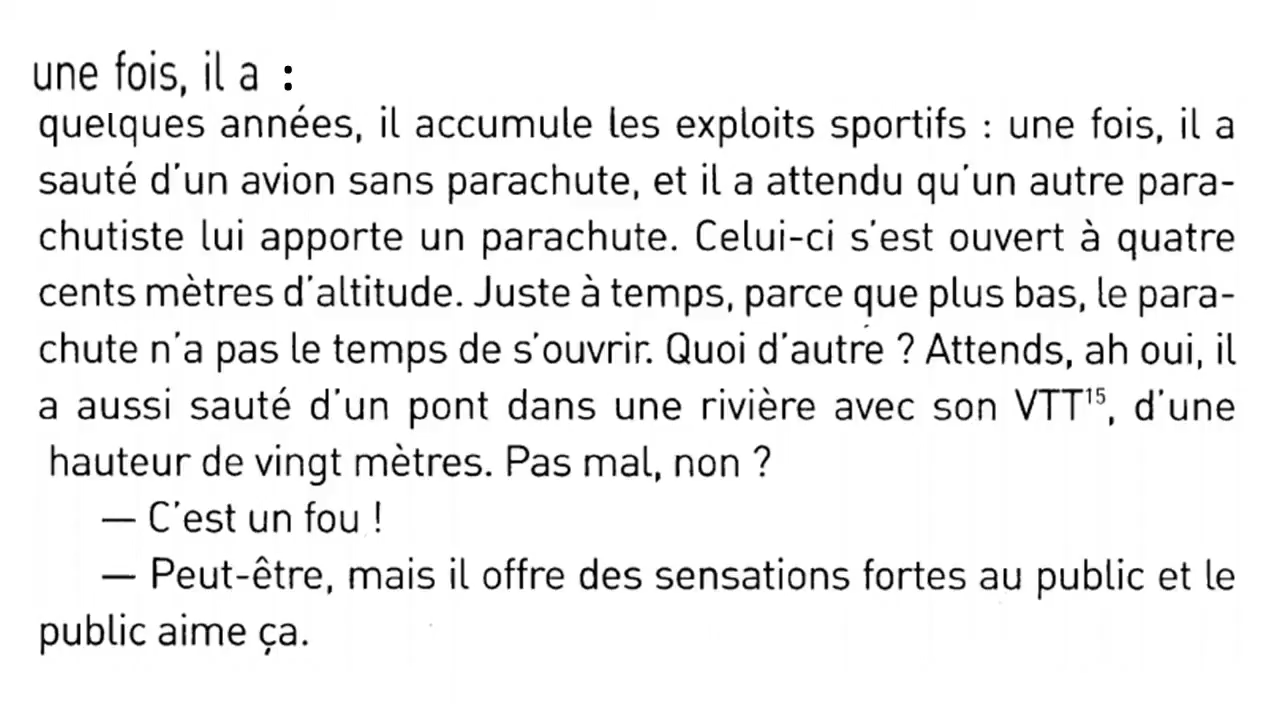 une fois, il a :
quelques années, il accumule les exploits sportifs : une fois, il a
sauté d'un avion sans parachute, et il a attendu qu'un autre para-
chutiste lui apporte un parachute. Celui-ci s'est ouvert à quatre
cents mètres d'altitude. Juste à temps, parce que plus bas, le para-
chute n'a pas le temps de s'ouvrir. Quoi d'autre ? Attends, ah oui, il
a aussi sauté d'un pont dans une rivière avec son VTT¹⁵, d'une
hauteur de vingt mètres. Pas mal, non ?
— C'est un fou !
— Peut-être, mais il offre des sensations fortes au public et le
public aime ça.